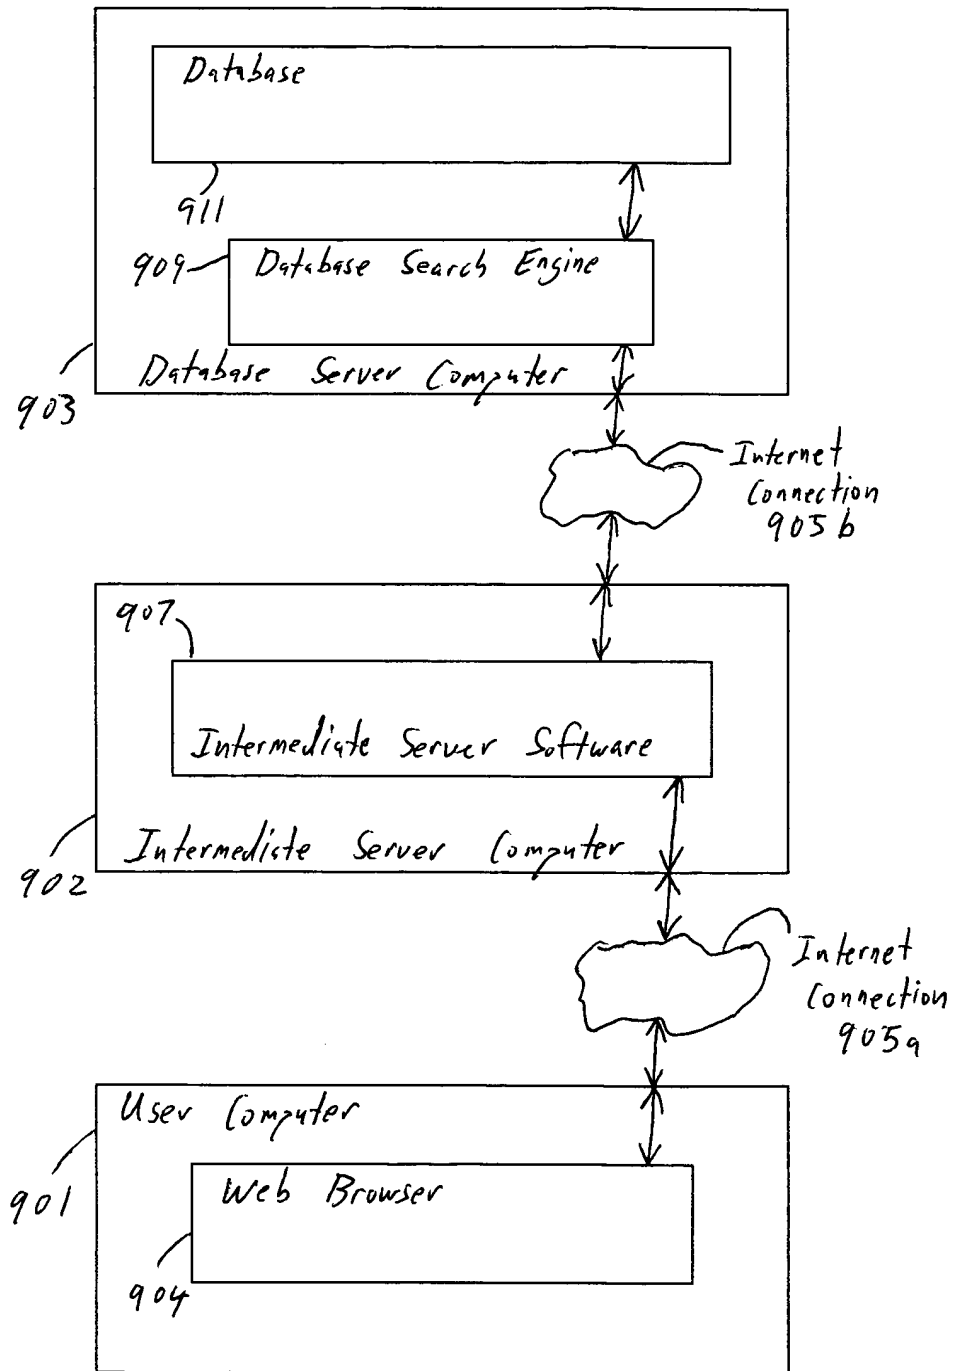 Database
911
909
Database Search Engine
Database Server Computer
903
Internet
Connection
905b
907
Intermediate Server Software
Intermediate Server Computer
902
Internet
Connection
905a
User Computer
901
Web Browser
904